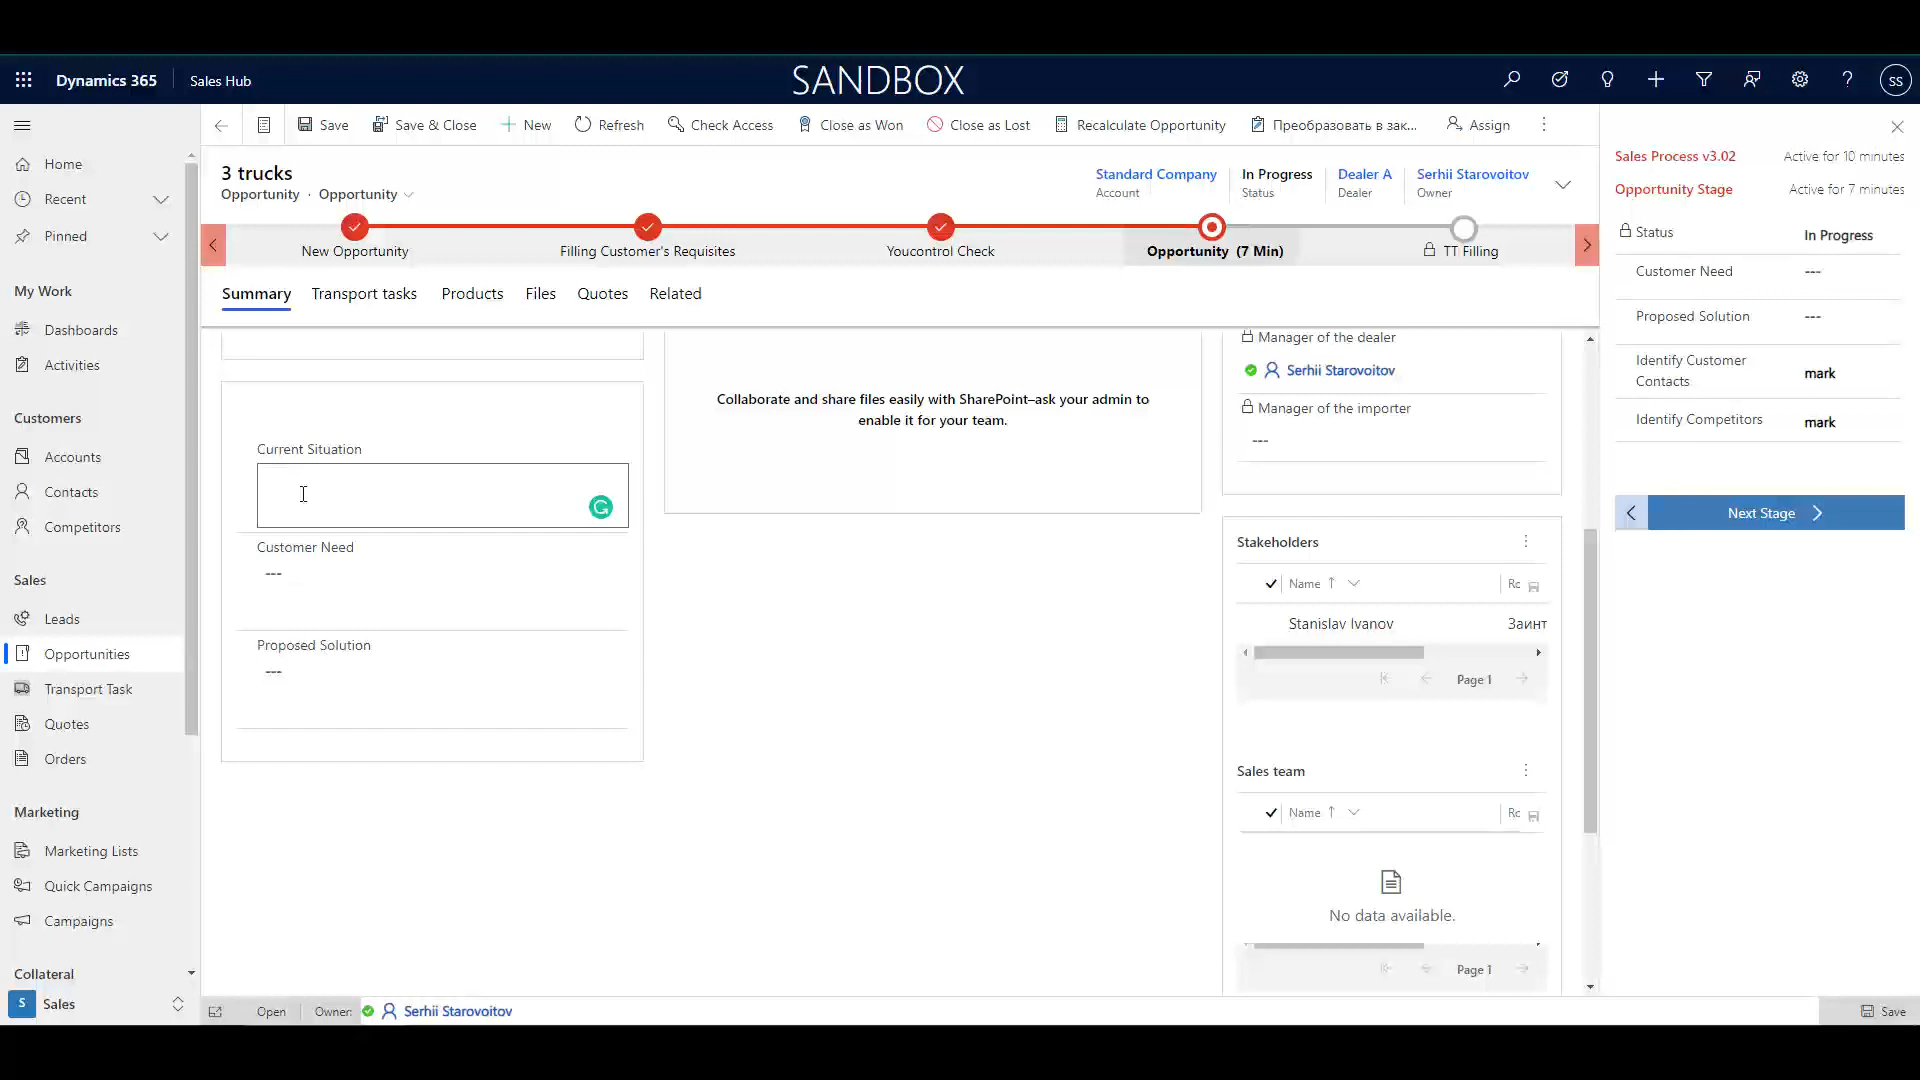 Dynamics 365
Sales Hub
SANDBOX
SS
Save
Save & Close
New
Refresh
Check Access
Close as Won
Close as Lost
Recalculate Opportunity
Преобразовать в зак...
Assign
Home
Recent
Pinned
My Work
Dashboards
Activities
Customers
Accounts
Contacts
Competitors
Sales
Leads
Opportunities
Transport Task
Quotes
Orders
Marketing
Marketing Lists
Quick Campaigns
Campaigns
Collateral
S
Sales
3 trucks
Opportunity · Opportunity
Standard Company
Account
In Progress
Status
Dealer A
Dealer
Serhii Starovoitov
Owner
New Opportunity
Filling Customer's Requisites
Youcontrol Check
Opportunity (7 Min)
TT Filling
Summary
Transport tasks
Products
Files
Quotes
Related
Current Situation
Customer Need
---
Proposed Solution
---
Collaborate and share files easily with SharePoint–ask your admin to
enable it for your team.
Manager of the dealer
Serhii Starovoitov
Manager of the importer
---
Stakeholders
Name
Rc
Stanislav Ivanov
Заинт
Page 1
Sales team
Name
Rc
No data available.
Page 1
Sales Process v3.02
Active for 10 minutes
Opportunity Stage
Active for 7 minutes
Status
In Progress
Customer Need
---
Proposed Solution
---
Identify Customer
Contacts
mark
Identify Competitors
mark
Next Stage
Open
Owner:
Serhii Starovoitov
Save